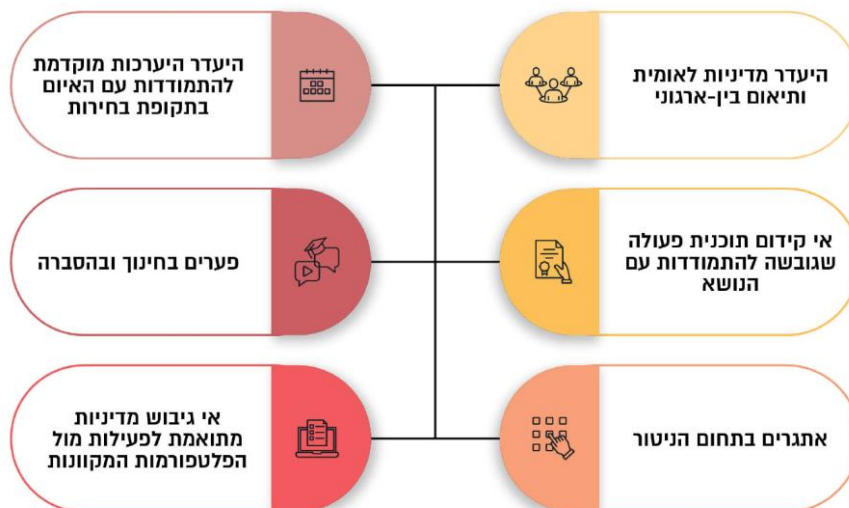 היעדר מדיניות לאומית
ותיאום בין-ארגוני
היעדר היערכות מוקדמת
להתמודדות עם האיום
בתקופת בחירות
אי קידום תוכנית פעולה
שגובשה להתמודדות עם
הנושא
פערים בחינוך ובהסברה
אתגרים בתחום הניטור
אי גיבוש מדיניות
מתואמת לפעילות מול
הפלטפורמות המקוונות